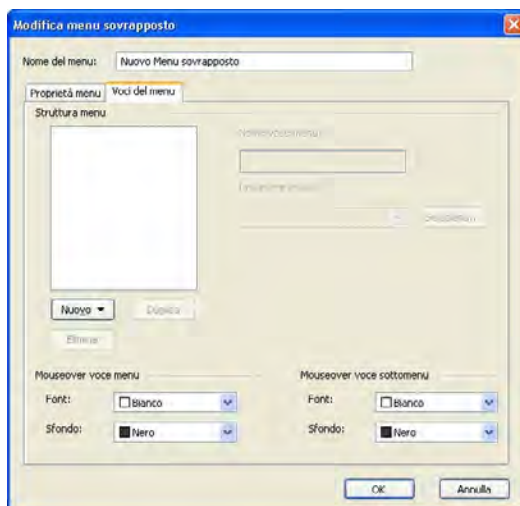 Modifica menu sovrapposto
Nome del menu: Nuovo Menu sovrapposto
Proprietà menu Voci del menu
Struttura menu
Nuovo Duplica
Elimina
Mouseover voce menu Mouseover voce sottomenu
Font: Bianco Font: Bianco
Sfondo: Nero Sfondo: Nero
OK Annulla